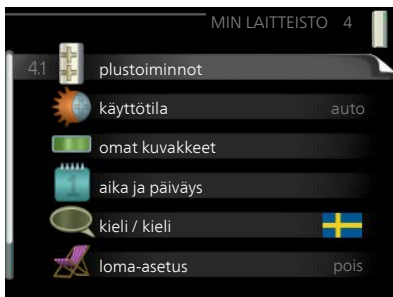 MIN LAITTEISTO 4
4.1 plustoiminnot
käyttötila auto
omat kuvakkeet
aika ja päiväys
kieli / kieli
loma-asetus pois